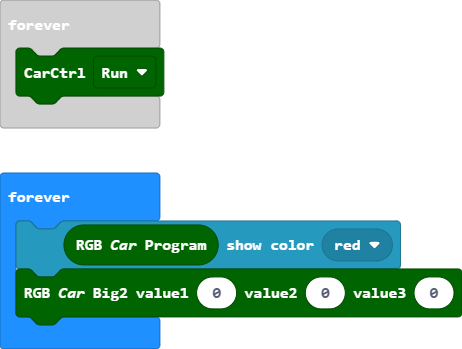 forever
CarCtrl Run
forever
RGB Car Program show color red
RGB Car Big2 value1 0 value2 0 value3 0